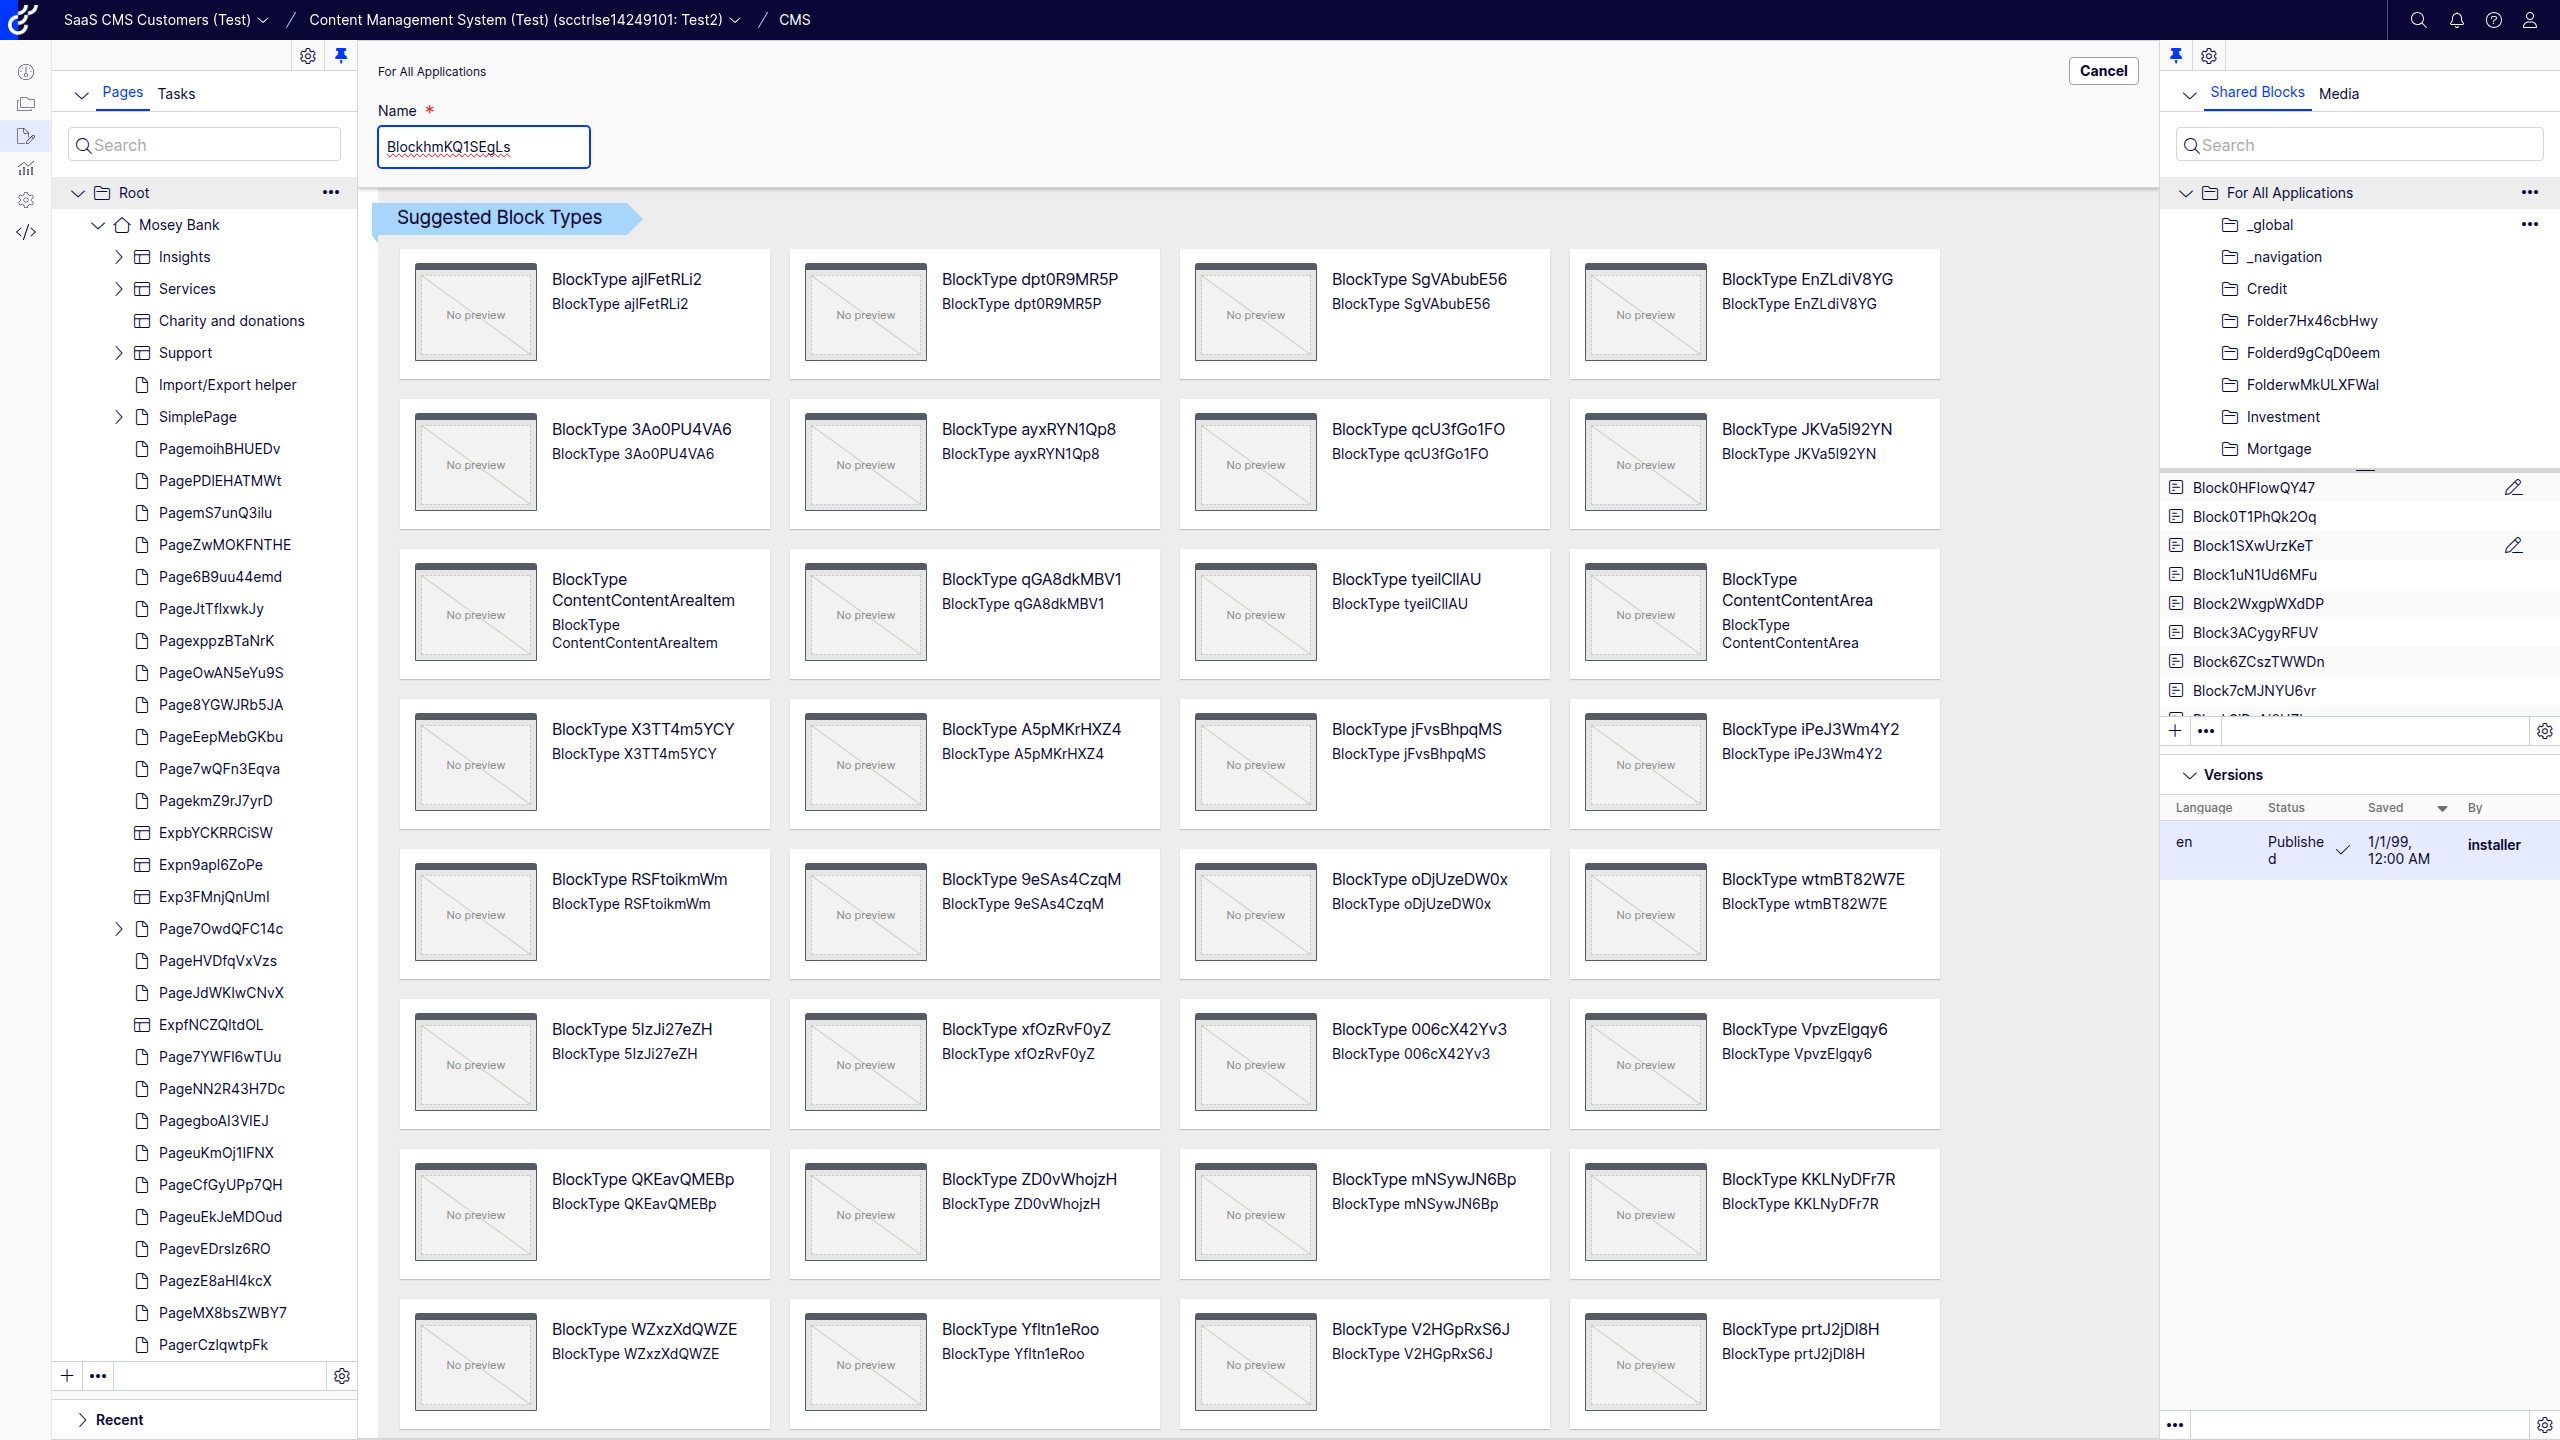 SaaS CMS Customers (Test)
Content Management System (Test) (scctrlse14249101: Test2)
CMS
Pages
Tasks
Search
Root
Mosey Bank
Insights
Services
Charity and donations
Support
Import/Export helper
SimplePage
PagemoihBHUEDv
PagePDlEHATMWt
PagemS7unQ3ilu
PageZwMOKFNTHE
Page6B9uu44emd
PageJtTflxwkJy
PagexppzBTaNrK
PageOwAN5eYu9S
Page8YGWJRb5JA
PageEepMebGKbu
Page7wQFn3Eqva
PagekmZ9rJ7yrD
ExpbYCKRRCiSW
Expn9apl6ZoPe
Exp3FMnjQnUml
Page7OwdQFC14c
PageHVDfqVxVzs
PageJdWKlwCNvX
ExpfNCZQltdOL
Page7YWFl6wTUu
PageNN2R43H7Dc
PagegboAl3VlEJ
PageuKmOj1lFNX
PageCfGyUPp7QH
PageuEkJeMDOud
PagevEDrslz6RO
PagezE8aHl4kcX
PageMX8bsZWBY7
PagerCzlqwtpFk
Recent
For All Applications
Cancel
Name *
BlockhmKQ1SEgLs
Suggested Block Types
No preview
BlockType ajlFetRLi2
BlockType ajlFetRLi2
No preview
BlockType dpt0R9MR5P
BlockType dpt0R9MR5P
No preview
BlockType SgVAbubE56
BlockType SgVAbubE56
No preview
BlockType EnZLdiV8YG
BlockType EnZLdiV8YG
No preview
BlockType 3Ao0PU4VA6
BlockType 3Ao0PU4VA6
No preview
BlockType ayxRYN1Qp8
BlockType ayxRYN1Qp8
No preview
BlockType qcU3fGo1FO
BlockType qcU3fGo1FO
No preview
BlockType JKVa5l92YN
BlockType JKVa5l92YN
No preview
BlockType
ContentContentAreaItem
BlockType
ContentContentAreaItem
No preview
BlockType qGA8dkMBV1
BlockType qGA8dkMBV1
No preview
BlockType tyeilCllAU
BlockType tyeilCllAU
No preview
BlockType
ContentContentArea
BlockType
ContentContentArea
No preview
BlockType X3TT4m5YCY
BlockType X3TT4m5YCY
No preview
BlockType A5pMKrHXZ4
BlockType A5pMKrHXZ4
No preview
BlockType jFvsBhpqMS
BlockType jFvsBhpqMS
No preview
BlockType iPeJ3Wm4Y2
BlockType iPeJ3Wm4Y2
No preview
BlockType RSFtoikmWm
BlockType RSFtoikmWm
No preview
BlockType 9eSAs4CzqM
BlockType 9eSAs4CzqM
No preview
BlockType oDjUzeDW0x
BlockType oDjUzeDW0x
No preview
BlockType wtmBT82W7E
BlockType wtmBT82W7E
No preview
BlockType 5lzJi27eZH
BlockType 5lzJi27eZH
No preview
BlockType xfOzRvF0yZ
BlockType xfOzRvF0yZ
No preview
BlockType 006cX42Yv3
BlockType 006cX42Yv3
No preview
BlockType VpvzElgqy6
BlockType VpvzElgqy6
No preview
BlockType QKEavQMEBp
BlockType QKEavQMEBp
No preview
BlockType ZD0vWhojzH
BlockType ZD0vWhojzH
No preview
BlockType mNSywJN6Bp
BlockType mNSywJN6Bp
No preview
BlockType KKLNyDFr7R
BlockType KKLNyDFr7R
No preview
BlockType WZxzXdQWZE
BlockType WZxzXdQWZE
No preview
BlockType Yfltn1eRoo
BlockType Yfltn1eRoo
No preview
BlockType V2HGpRxS6J
BlockType V2HGpRxS6J
No preview
BlockType prtJ2jDl8H
BlockType prtJ2jDl8H
Shared Blocks
Media
Search
For All Applications
_global
_navigation
Credit
Folder7Hx46cbHwy
Folderd9gCqD0eem
FolderwMkULXFWal
Investment
Mortgage
Block0HFlowQY47
Block0T1PhQk2Oq
Block1SXwUrzKeT
Block1uN1Ud6MFu
Block2WxgpWXdDP
Block3ACygyRFUV
Block6ZCszTWWDn
Block7cMJNYU6vr
Versions
Language Status Saved By
en
Publishe
d
1/1/99,
12:00 AM
installer